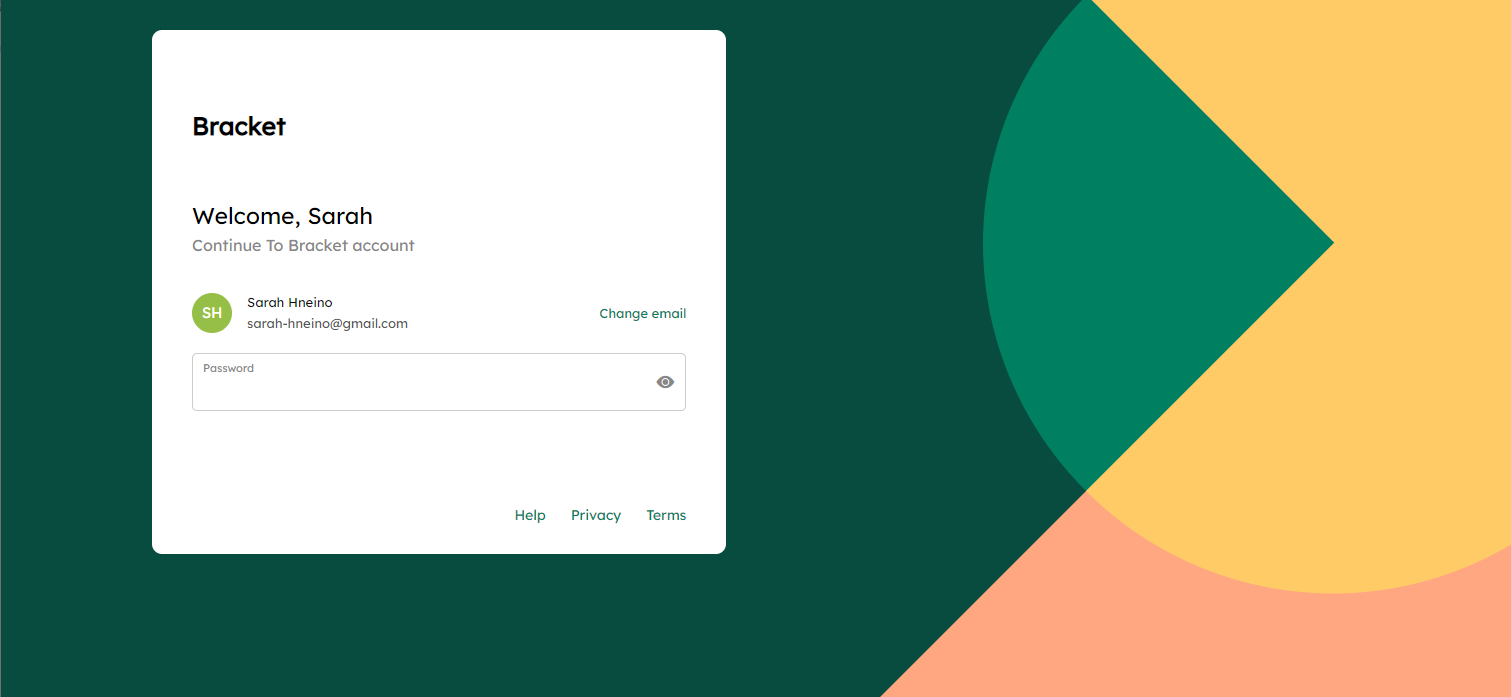 Bracket
Welcome, Sarah
Continue To Bracket account
SH
Sarah Hneino
sarah-hneino@gmail.com
Change email
Password
Help Privacy Terms